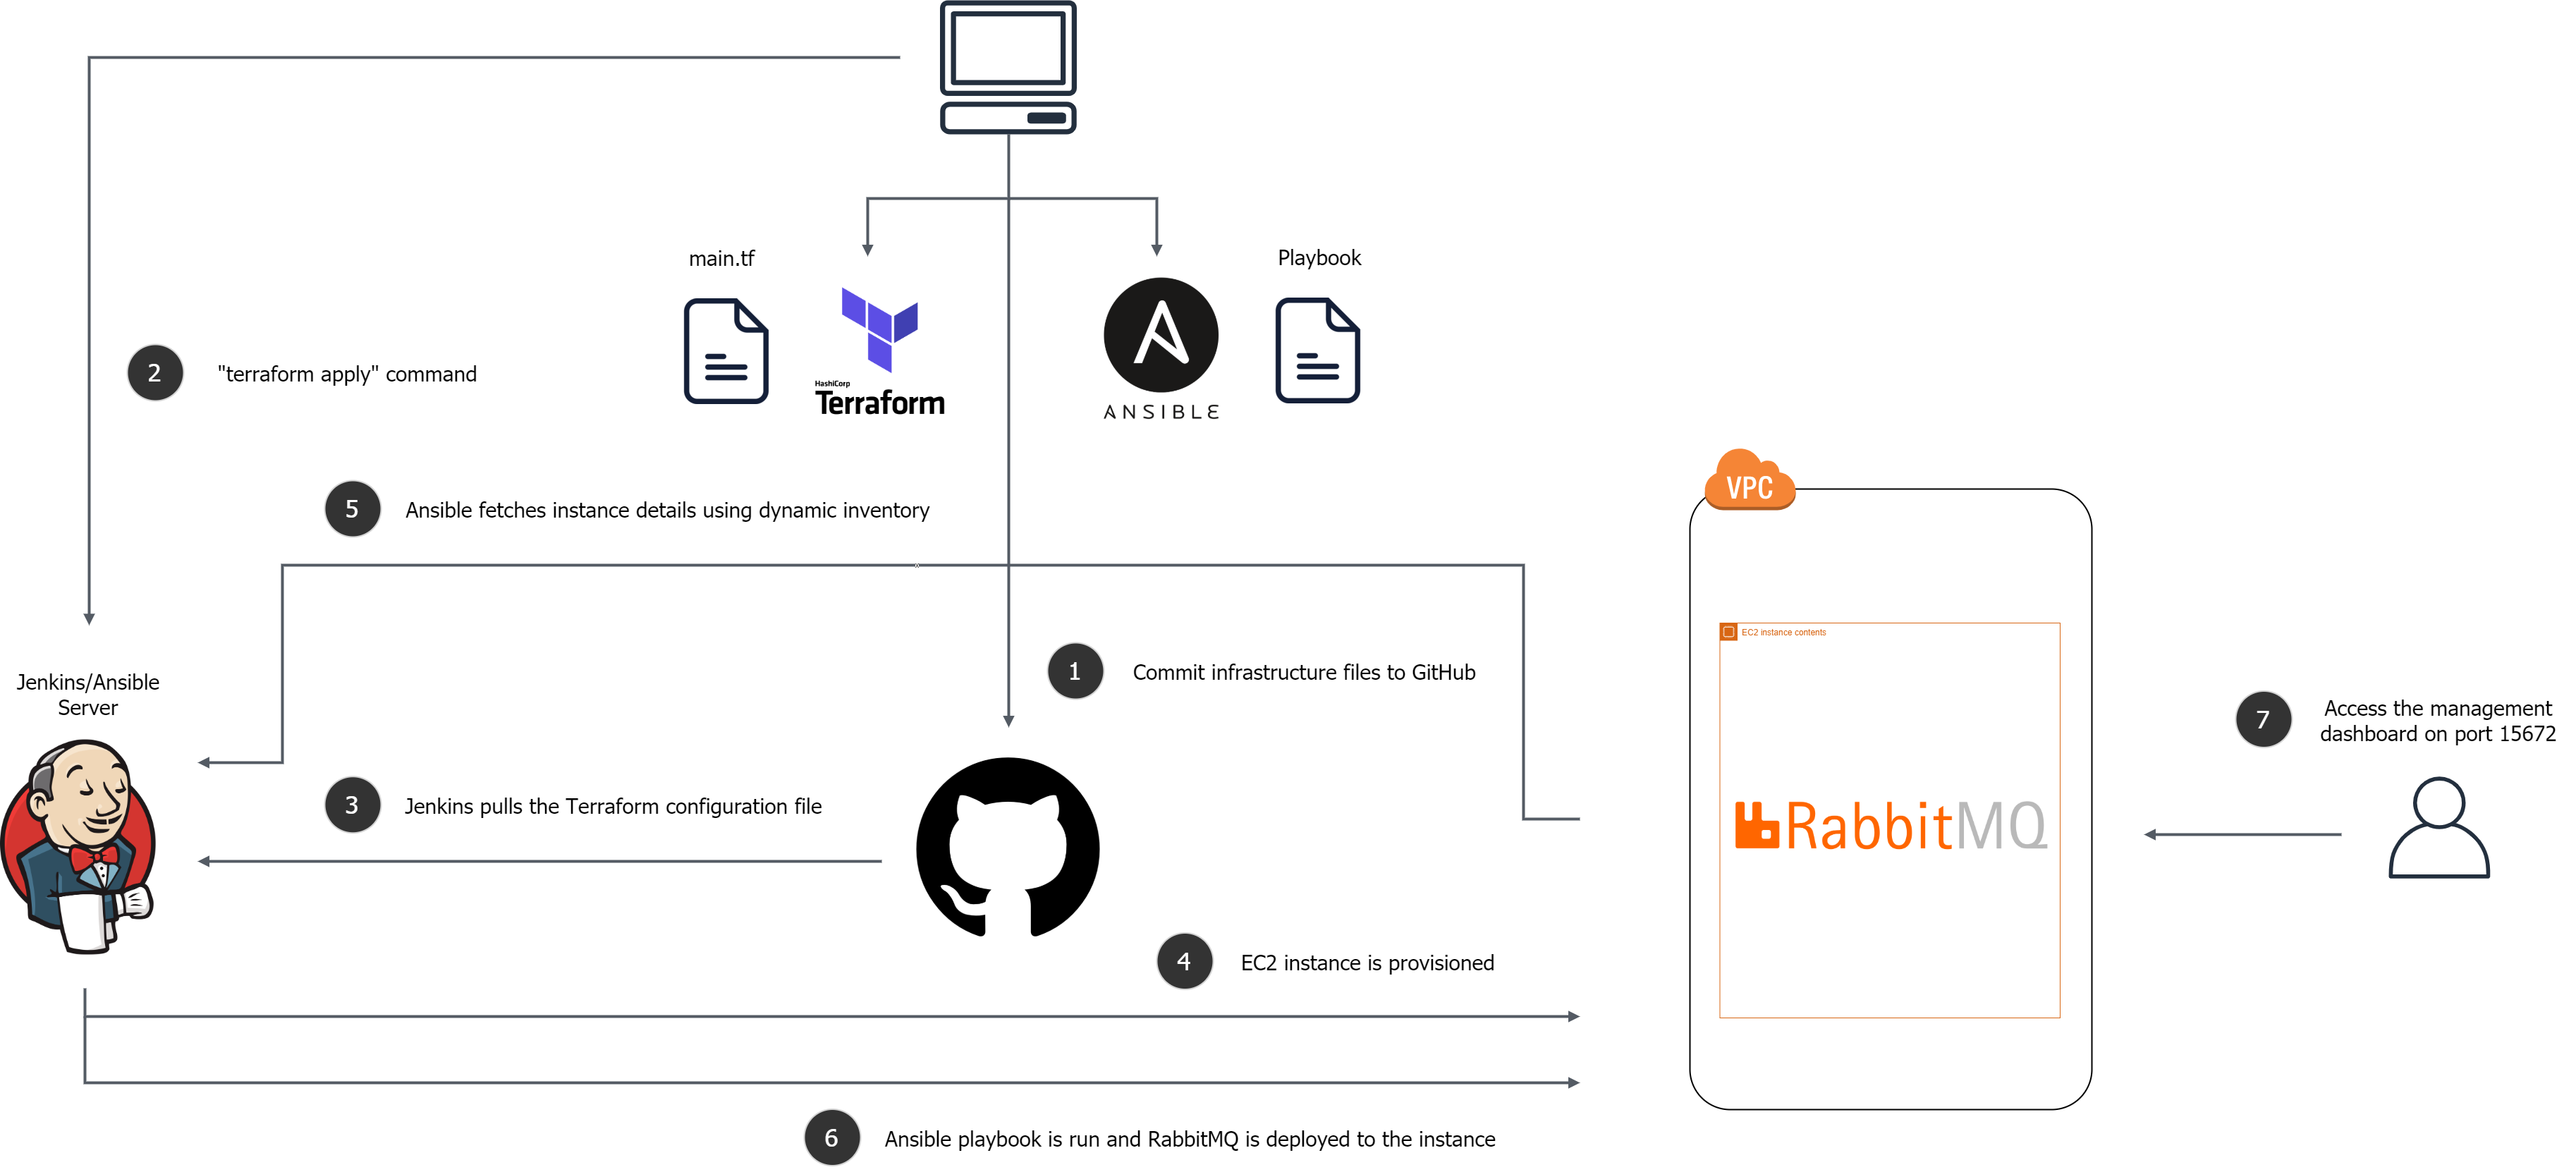 main.tf
HashiCorp
Terraform
ANSIBLE
Playbook
2
"terraform apply" command
5
Ansible fetches instance details using dynamic inventory
VPC
EC2 instance contents
1
Commit infrastructure files to GitHub
Jenkins/Ansible
Server
7
Access the management
dashboard on port 15672
3
Jenkins pulls the Terraform configuration file
RabbitMQ
4
EC2 instance is provisioned
6
Ansible playbook is run and RabbitMQ is deployed to the instance